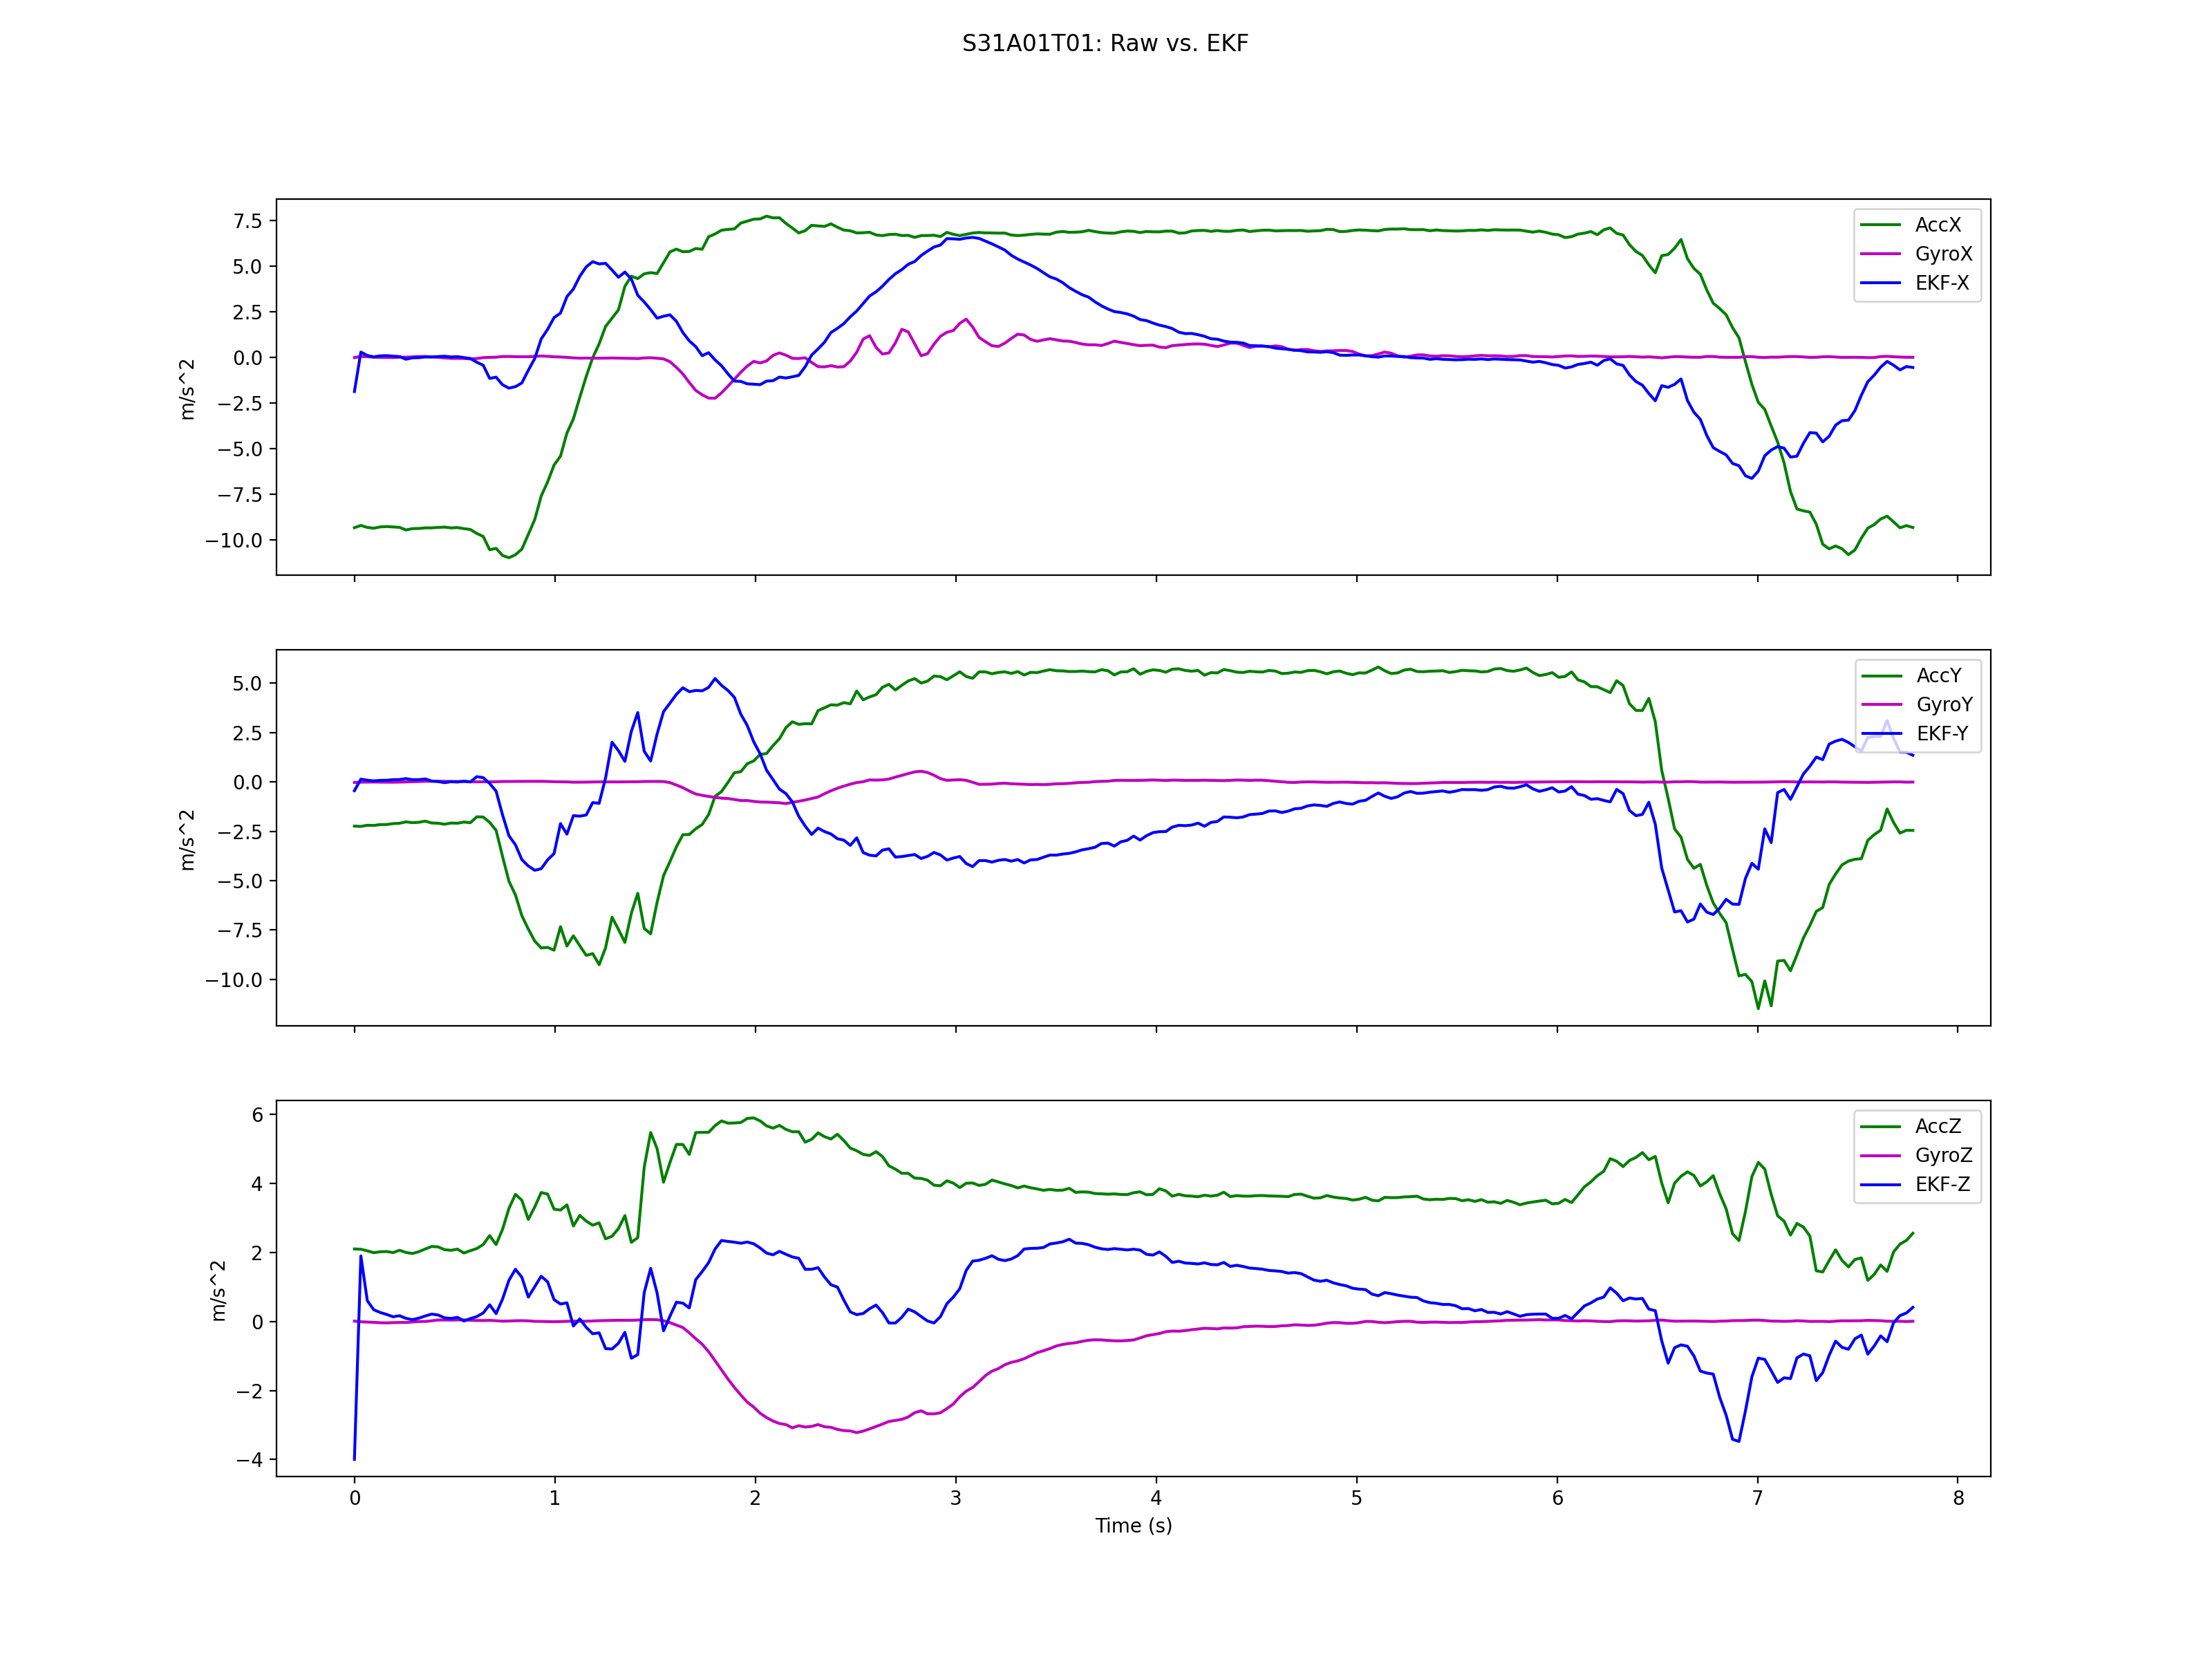 S31A01T01: Raw vs. EKF
7.5
5.0
2.5
0.0
−2.5
−5.0
−7.5
−10.0
m/s^2
AccX
GyroX
EKF-X
5.0
2.5
0.0
−2.5
−5.0
−7.5
−10.0
m/s^2
AccY
GyroY
EKF-Y
6
4
2
0
−2
−4
m/s^2
AccZ
GyroZ
EKF-Z
0 1 2 3 4 5 6 7 8
Time (s)